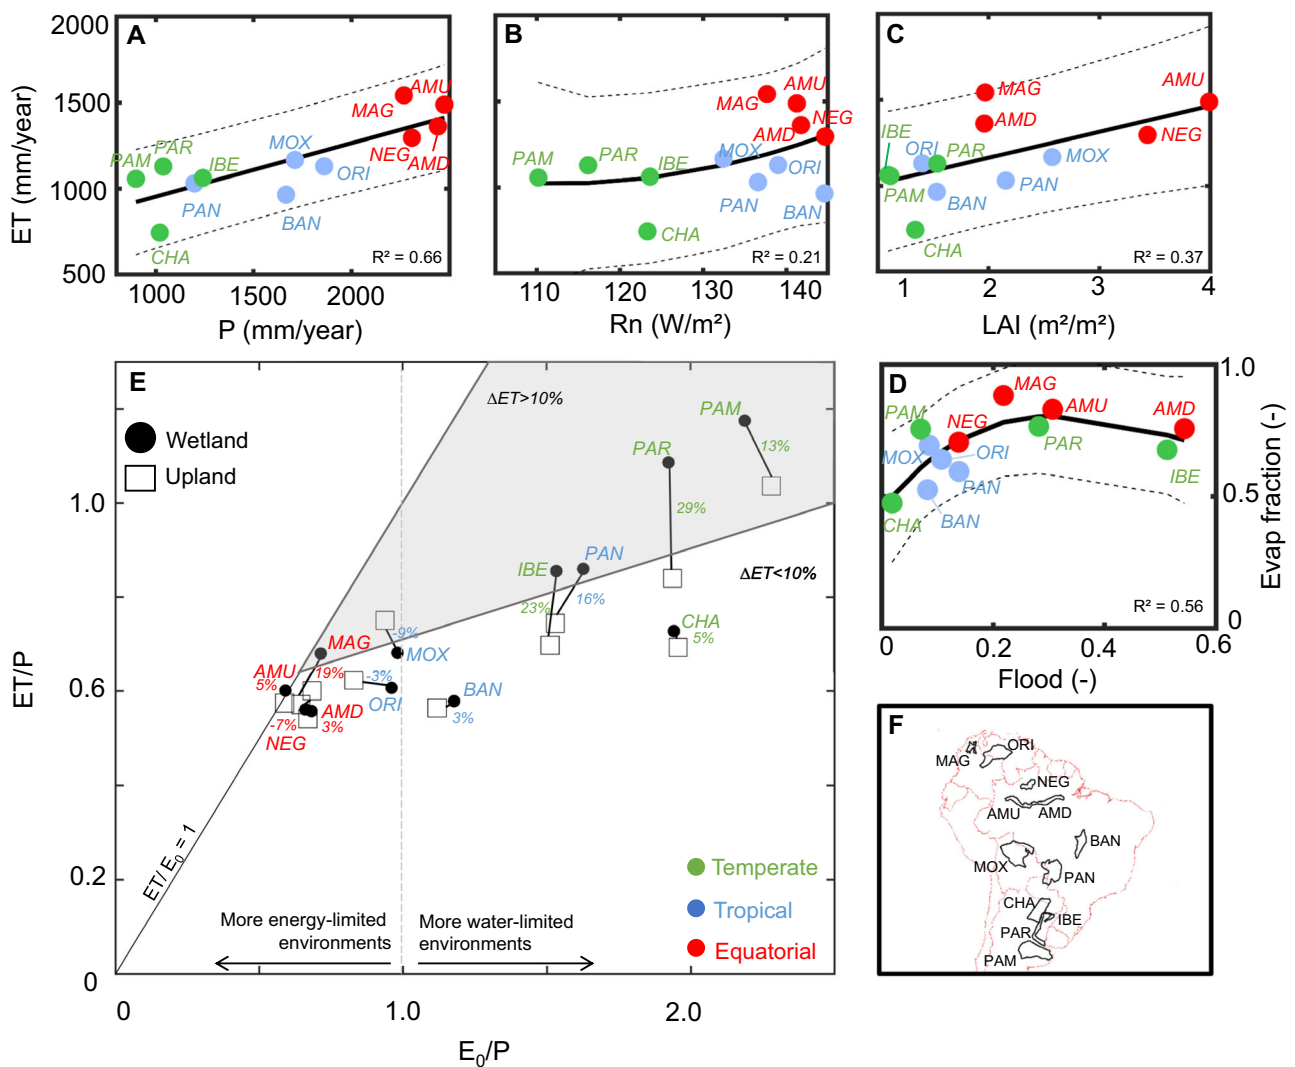 A
2000
1500
1000
500
ET (mm/year)
AMU
MAG
MOX
NEG
AMD
PAR
PAM
IBE
ORI
PAN
BAN
CHA
R² = 0.66
1000
1500
2000
P (mm/year)
B
AMU
MAG
NEG
AMD
MOX
PAR
PAM
IBE
ORI
PAN
BAN
CHA
R² = 0.21
110
120
130
140
Rn (W/m²)
C
AMU
MAG
AMD
NEG
IBE
ORI
PAR
MOX
PAM
BAN
PAN
CHA
R² = 0.37
1
2
3
4
LAI (m²/m²)
E
ΔET>10%
Wetland
Upland
PAM
13%
PAR
29%
1.0
IBE
PAN
23%
16%
ΔET<10%
CHA
5%
-9%
MAG
MOX
AMU
5%
19%
-3%
ORI
BAN
3%
0.6
AMD
-7%
3%
NEG
ET/P
ET/ E0 = 1
0.2
Temperate
Tropical
Equatorial
More energy-limited
environments
More water-limited
environments
0
0
1.0
2.0
E0/P
D
1.0
MAG
AMU
AMD
PAM
NEG
PAR
MOX
ORI
IBE
PAN
BAN
CHA
0.5
Evap fraction (-)
R² = 0.56
0
0
0.2
0.4
0.6
Flood (-)
F
ORI
MAG
NEG
AMU
AMD
BAN
MOX
PAN
CHA
IBE
PAR
PAM